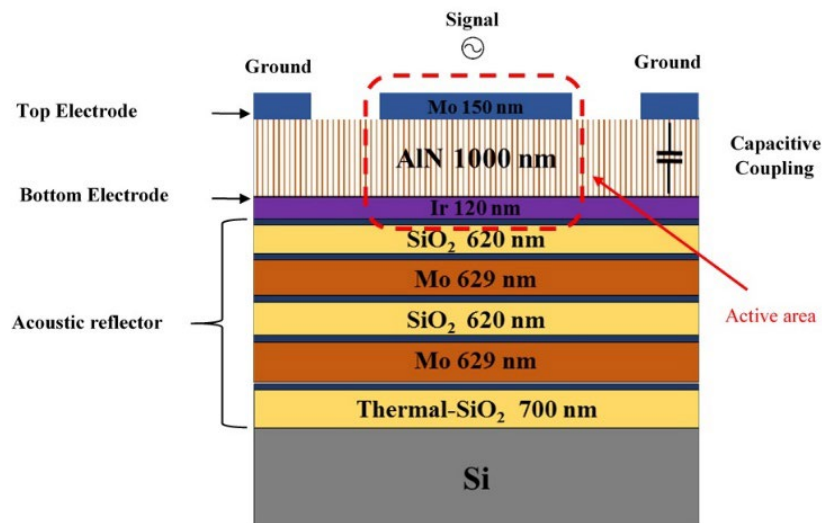 Signal
Ground
Ground
Top Electrode
Mo 150 nm
AlN 1000 nm
Capacitive
Coupling
Bottom Electrode
Ir 120 nm
SiO₂ 620 nm
Mo 629 nm
Acoustic reflector
SiO₂ 620 nm
Active area
Mo 629 nm
Thermal-SiO₂ 700 nm
Si